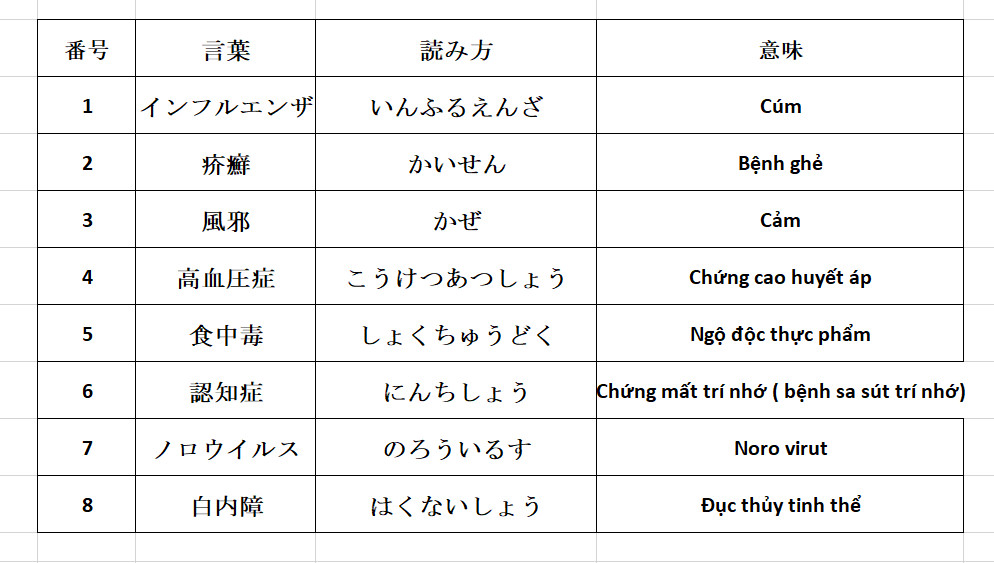 番号 言葉 読み方 意味
1 インフルエンザ いんふるえんざ Cúm
2 疥癬 かいせん Bệnh ghẻ
3 風邪 かぜ Cảm
4 高血圧症 こうけつあつしょう Chứng cao huyết áp
5 食中毒 しょくちゅうどく Ngộ độc thực phẩm
6 認知症 にんちしょう Chứng mất trí nhớ ( bệnh sa sút trí nhớ)
7 ノロウイルス のろういるす Noro virut
8 白内障 はくないしょう Đục thủy tinh thể